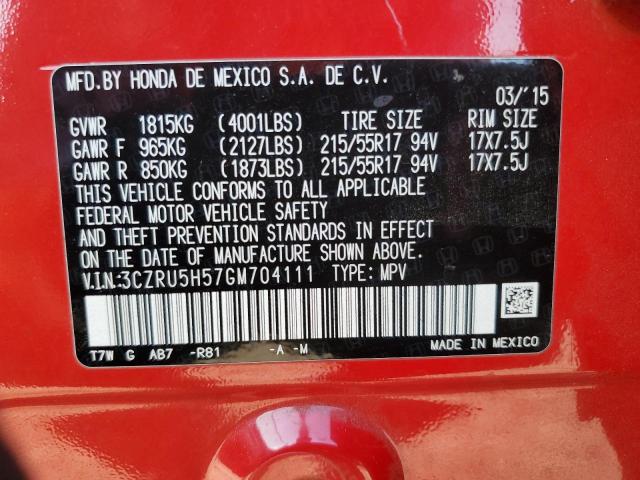 MFD.BY HONDA DE MEXICO S.A. DE C.V.
03/'15
GVWR 1815KG (4001LBS) TIRE SIZE RIM SIZE
GAWR F 965KG (2127LBS) 215/55R17 94V 17X7.5J
GAWR R 850KG (1873LBS) 215/55R17 94V 17X7.5J
THIS VEHICLE CONFORMS TO ALL APPLICABLE
FEDERAL MOTOR VEHICLE SAFETY
AND THEFT PREVENTION STANDARDS IN EFFECT
ON THE DATE OF MANUFACTURE SHOWN ABOVE.
V.I.N:3CZRU5H57GM704111 TYPE: MPV
T7W G AB7 -R81 -A -M MADE IN MEXICO